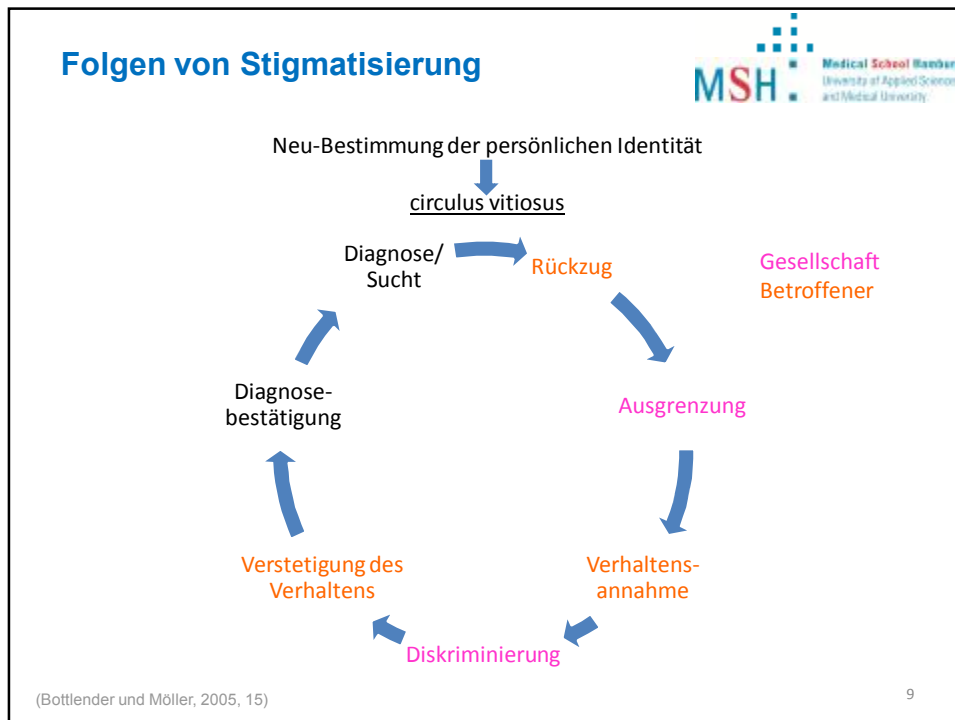 Folgen von Stigmatisierung
MSH
Medical School Hamburg
University of Applied Sciences
and Medical University
Neu-Bestimmung der persönlichen Identität
circulus vitiosus
Diagnose/
Sucht
Rückzug
Gesellschaft
Betroffener
Ausgrenzung
Diagnose-
bestätigung
Verhaltens-
annahme
Verstetigung des
Verhaltens
Diskriminierung
(Bottlender und Möller, 2005, 15)
9